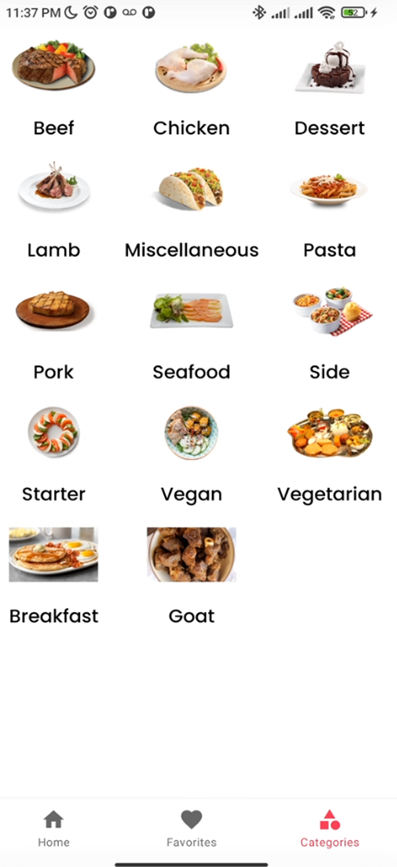 11:37 PM 52
Beef Chicken Dessert
Lamb Miscellaneous Pasta
Pork Seafood Side
Starter Vegan Vegetarian
Breakfast Goat
Home Favorites Categories